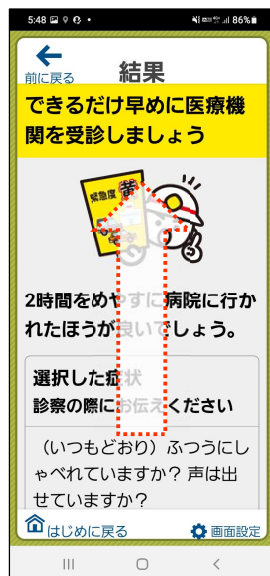 5:48
86%
前に戻る
結果
できるだけ早めに医療機
関を受診しましょう
緊急度 黄
2時間をめやすに病院に行か
れたほうが良いでしょう。
選択した症状
診察の際にお伝えください
（いつもどおり）ふつうにし
ゃべれていますか？声は出
せていますか？
はじめに戻る
画面設定